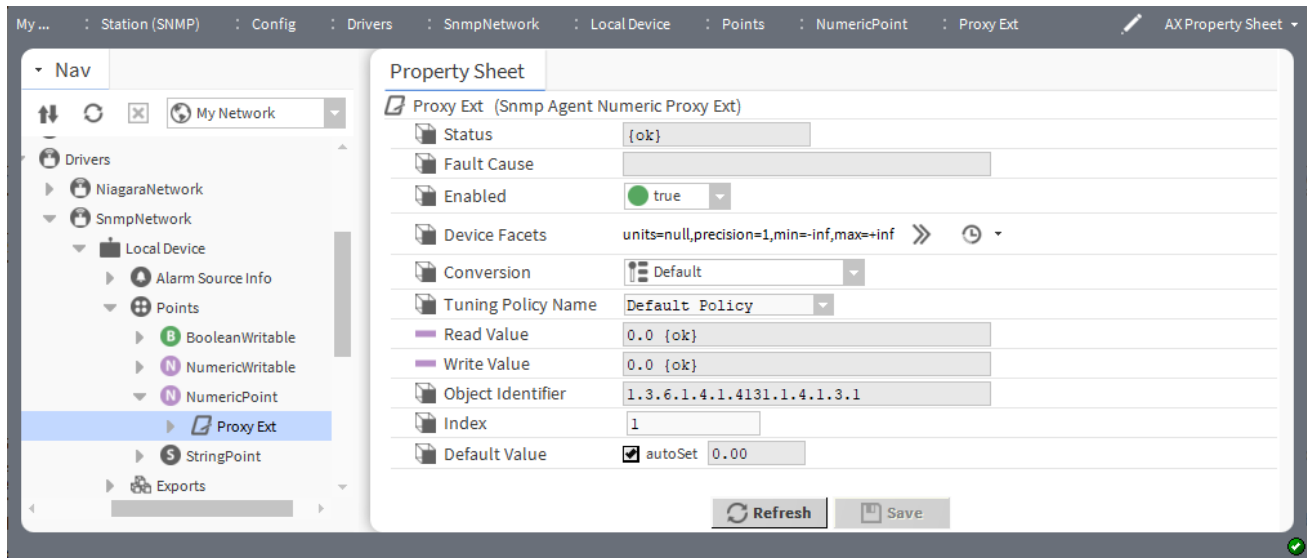 My ... : Station (SNMP) : Config : Drivers : SnmpNetwork : Local Device : Points : NumericPoint : Proxy Ext AX Property Sheet
Nav
My Network
Drivers
NiagaraNetwork
SnmpNetwork
Local Device
Alarm Source Info
Points
B BooleanWritable
N NumericWritable
N NumericPoint
Proxy Ext
S StringPoint
Exports
Property Sheet
Proxy Ext (Snmp Agent Numeric Proxy Ext)
Status {ok}
Fault Cause
Enabled true
Device Facets units=null,precision=1,min=-inf,max=+inf
Conversion Default
Tuning Policy Name Default Policy
Read Value 0.0 {ok}
Write Value 0.0 {ok}
Object Identifier 1.3.6.1.4.1.4131.1.4.1.3.1
Index 1
Default Value autoSet 0.00
Refresh Save